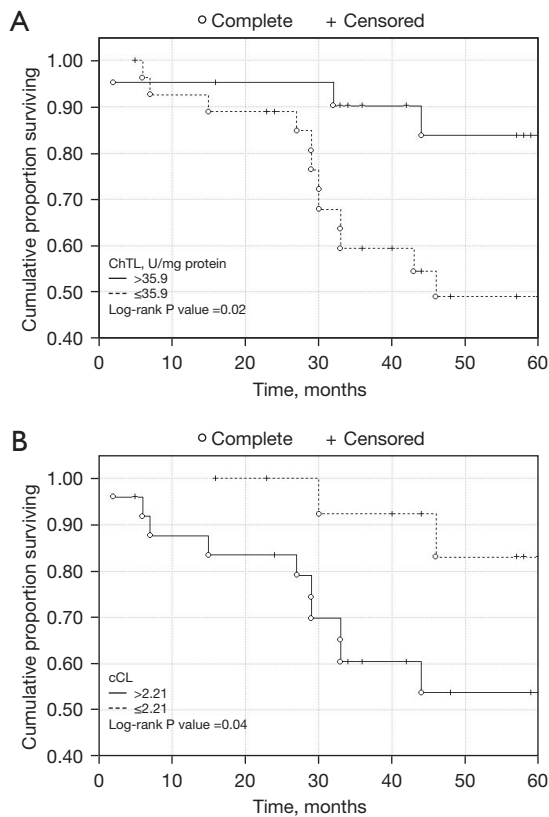 A
Complete + Censored
1.00
0.90
0.80
0.70
0.60
0.50
0.40
Cumulative proportion surviving
ChTL, U/mg protein
>35.9
≤35.9
Log-rank P value =0.02
0 10 20 30 40 50 60
Time, months
B
Complete + Censored
1.00
0.90
0.80
0.70
0.60
0.50
0.40
Cumulative proportion surviving
cCL
>2.21
≤2.21
Log-rank P value =0.04
0 10 20 30 40 50 60
Time, months